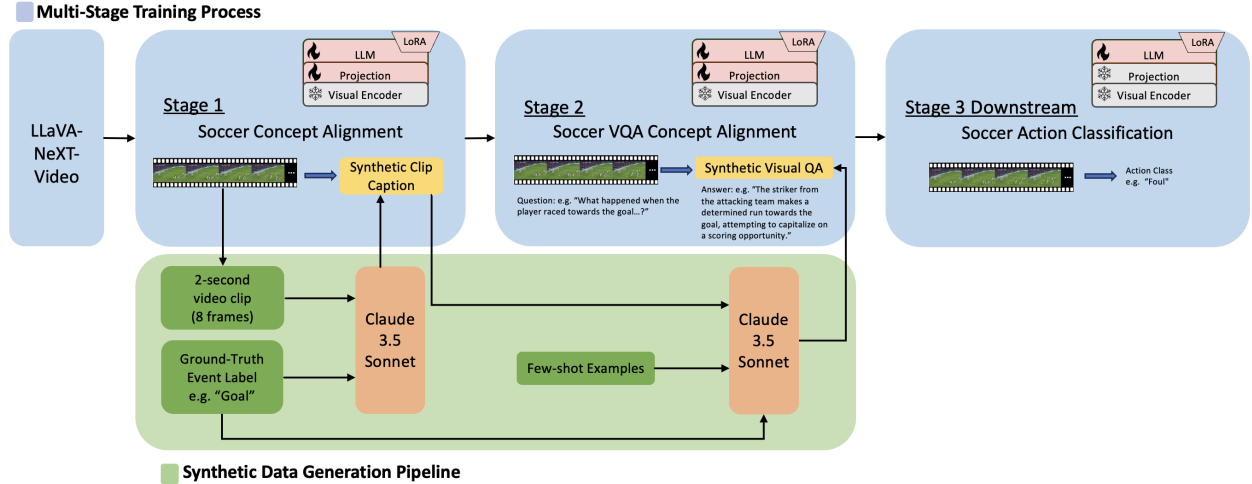 Multi-Stage Training Process
LLaVA-
NeXT-
Video
LoRA
LLM
Projection
Visual Encoder
Stage 1
Soccer Concept Alignment
...
Synthetic Clip
Caption
LoRA
LLM
Projection
Visual Encoder
Stage 2
Soccer VQA Concept Alignment
...
Synthetic Visual QA
Question: e.g. “What happened when the
player raced towards the goal…?”
Answer: e.g. “The striker from
the attacking team makes a
determined run towards the
goal, attempting to capitalize on
a scoring opportunity.”
LoRA
LLM
Projection
Visual Encoder
Stage 3 Downstream
Soccer Action Classification
...
Action Class
e.g. “Foul”
2-second
video clip
(8 frames)
Ground-Truth
Event Label
e.g. “Goal”
Claude
3.5
Sonnet
Few-shot Examples
Claude
3.5
Sonnet
Synthetic Data Generation Pipeline